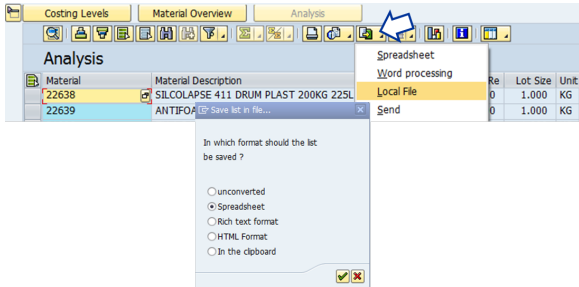 Costing Levels
Material Overview
Analysis
Analysis
Spreadsheet
Word processing
Local File
Send
Material
Material Description
Re
Lot Size
Unit
22638
SILCOLAPSE 411 DRUM PLAST 200KG 225L
0
1.000
KG
22639
ANTIFOA
0
1.000
KG
Save list in file...
In which format should the list
be saved ?
unconverted
Spreadsheet
Rich text format
HTML Format
In the clipboard